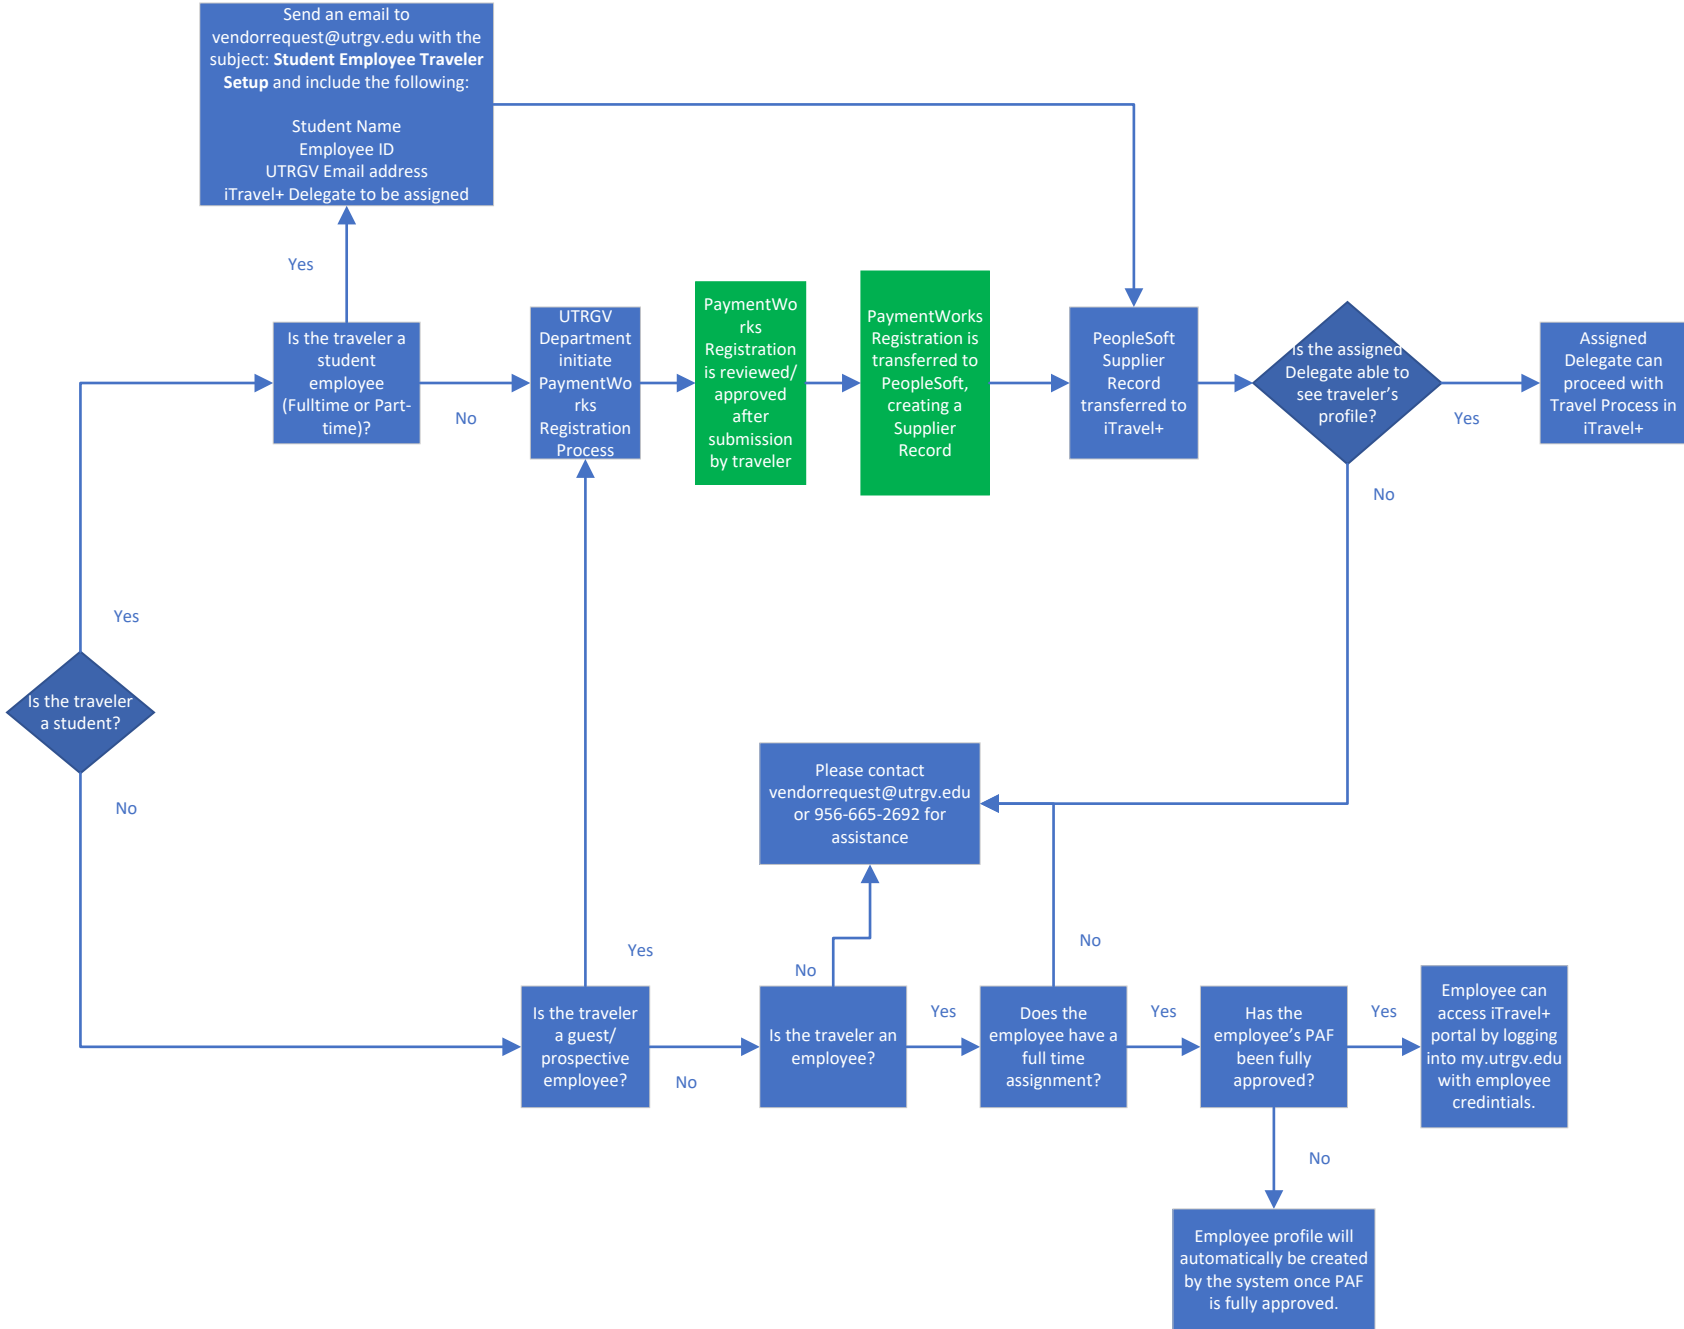 Send an email to
vendorrequest@utrgv.edu with the
subject: Student Employee Traveler
Setup and include the following:
Student Name
Employee ID
UTRGV Email address
iTravel+ Delegate to be assigned
Yes
Is the traveler a
student
employee
(Fulltime or Part-
time)?
No
UTRGV
Department
initiate
PaymentWo
rks
Registration
Process
PaymentWo
rks
Registration
is reviewed/
approved
after
submission
by traveler
PaymentWorks
Registration is
transferred to
PeopleSoft,
creating a
Supplier
Record
PeopleSoft
Supplier
Record
transferred to
iTravel+
Is the assigned
Delegate able to
see traveler's
profile?
Yes
Assigned
Delegate can
proceed with
Travel Process in
iTravel+
No
Yes
Is the traveler
a student?
No
Please contact
vendorrequest@utrgv.edu
or 956-665-2692 for
assistance
Yes
No
No
Is the traveler
a guest/
prospective
employee?
No
Is the traveler an
employee?
Yes
Does the
employee have a
full time
assignment?
Yes
Has the
employee's PAF
been fully
approved?
Yes
Employee can
access iTravel+
portal by logging
into my.utrgv.edu
with employee
credintials.
No
Employee profile will
automatically be created
by the system once PAF
is fully approved.